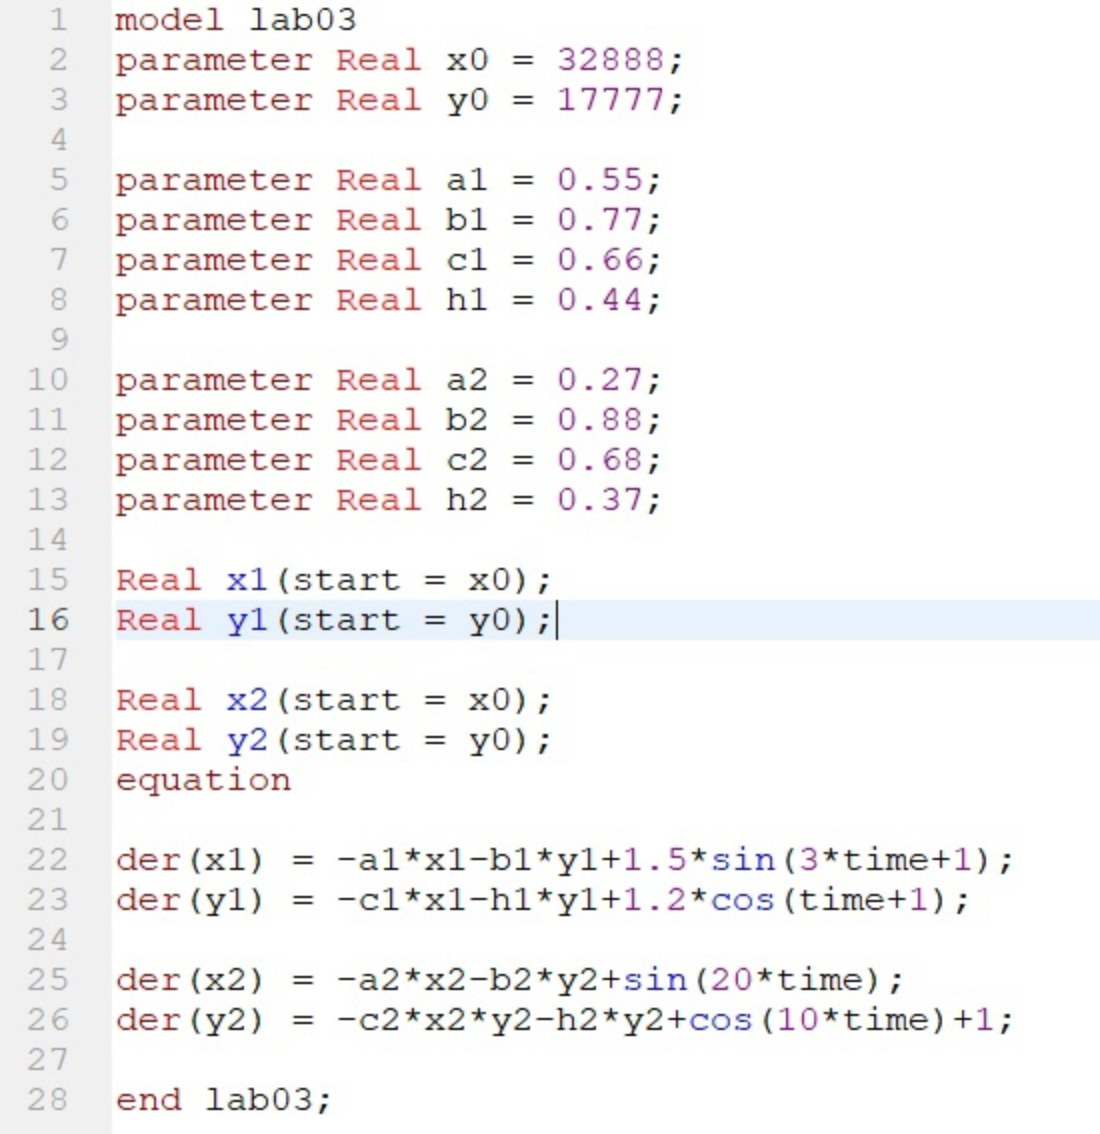 1 model lab03
2 parameter Real x0 = 32888;
3 parameter Real y0 = 17777;
4
5 parameter Real a1 = 0.55;
6 parameter Real b1 = 0.77;
7 parameter Real c1 = 0.66;
8 parameter Real h1 = 0.44;
9
10 parameter Real a2 = 0.27;
11 parameter Real b2 = 0.88;
12 parameter Real c2 = 0.68;
13 parameter Real h2 = 0.37;
14
15 Real x1(start = x0);
16 Real y1(start = y0);
17
18 Real x2(start = x0);
19 Real y2(start = y0);
20 equation
21
22 der(x1) = -a1*x1-b1*y1+1.5*sin(3*time+1);
23 der(y1) = -c1*x1-h1*y1+1.2*cos(time+1);
24
25 der(x2) = -a2*x2-b2*y2+sin(20*time);
26 der(y2) = -c2*x2*y2-h2*y2+cos(10*time)+1;
27
28 end lab03;